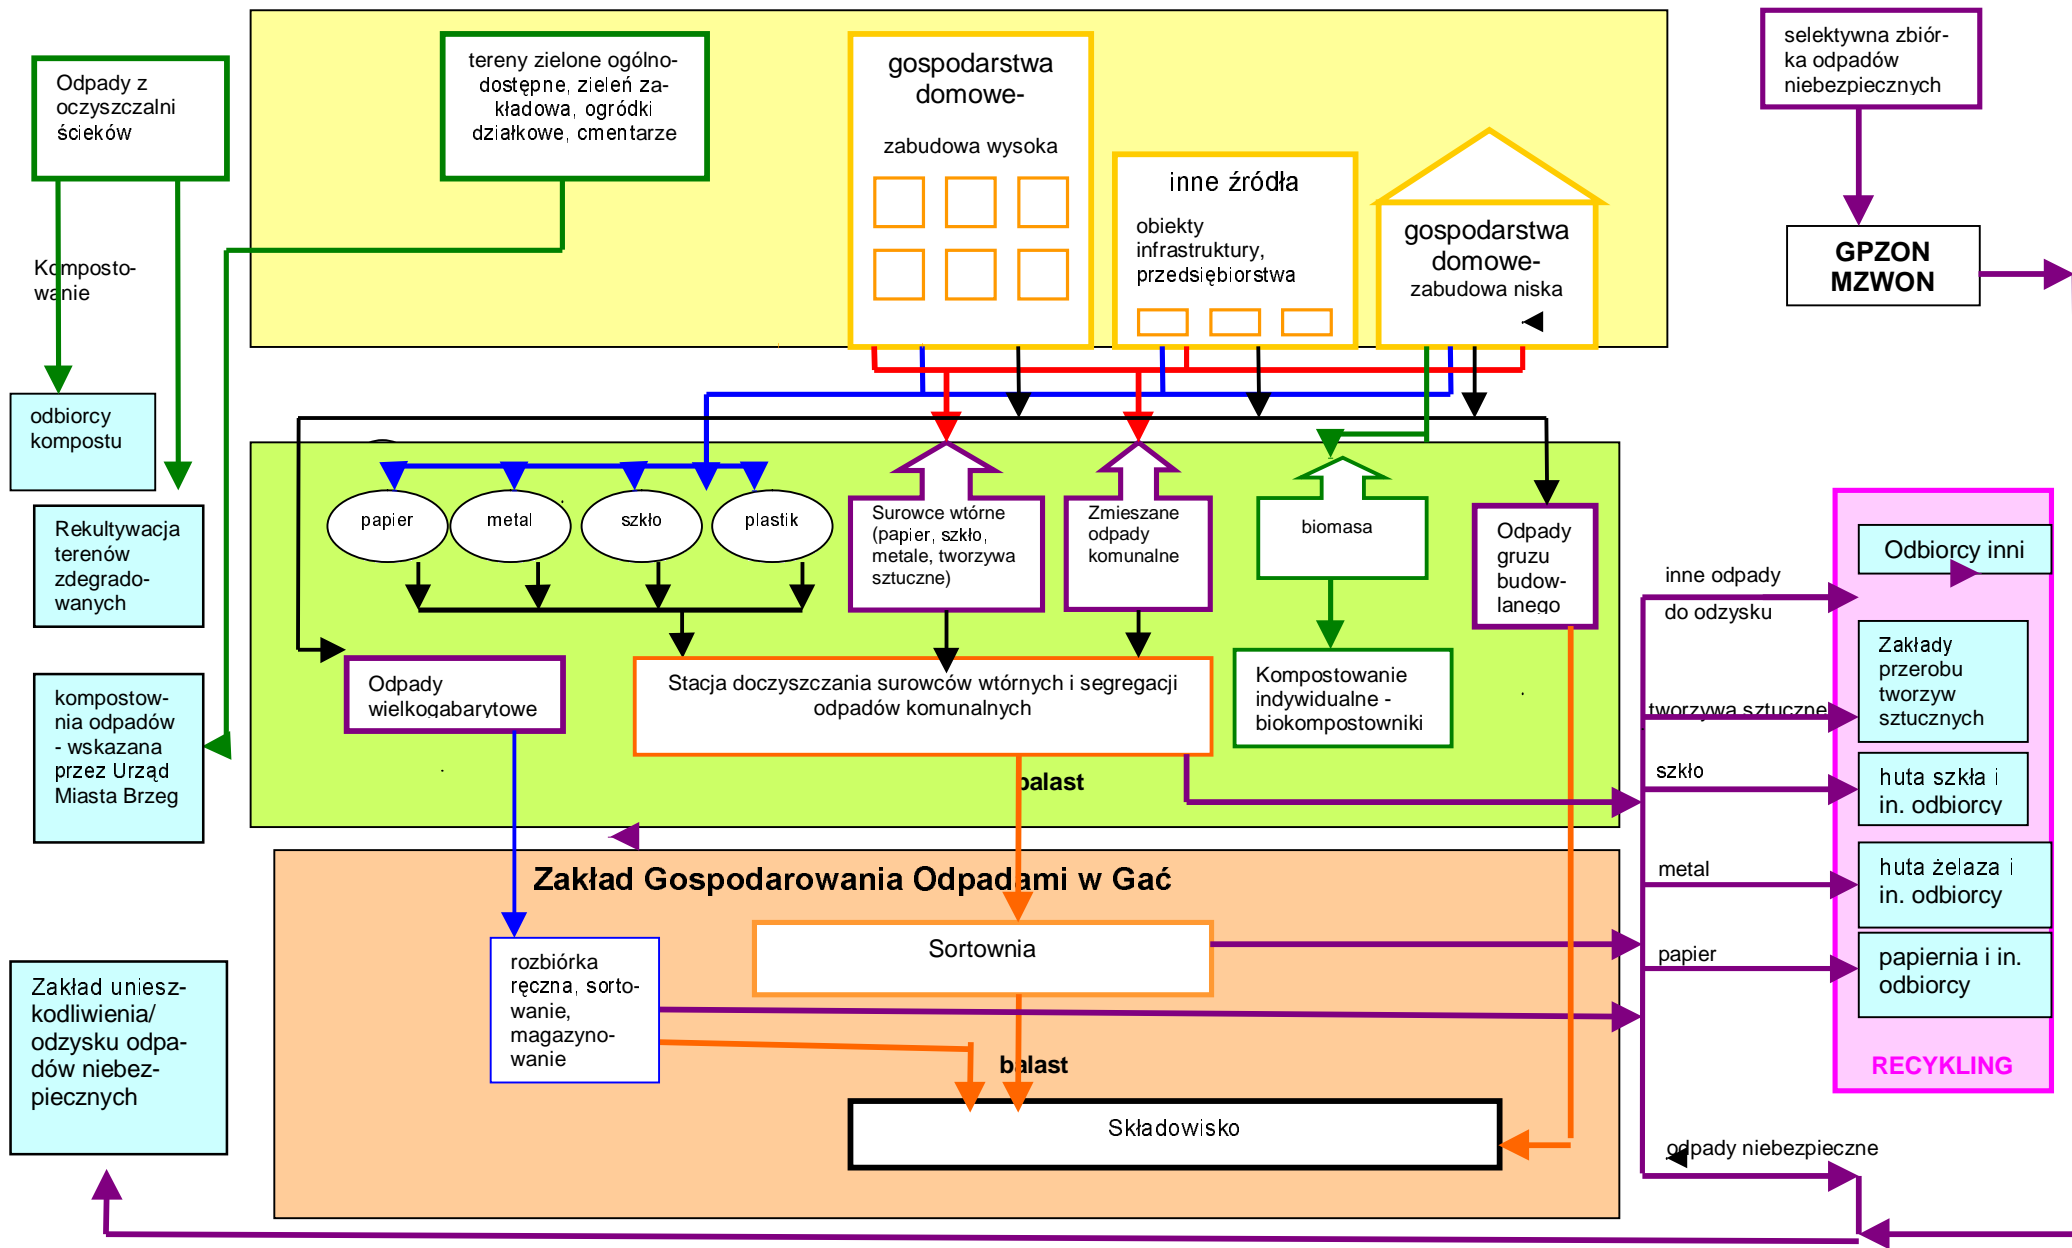 Odpady z
oczyszczalni
ścieków
tereny zielone ogólno-
dostępne, zieleń za-
kładowa, ogródki
działkowe, cmentarze
gospodarstwa
domowe-
zabudowa wysoka
inne źródła
obiekty
infrastruktury,
przedsiębiorstwa
gospodarstwa
domowe-
zabudowa niska
selektywna zbiór-
ka odpadów
niebezpiecznych
GPZON
MZWON
Komposto-
wanie
odbiorcy
kompostu
Rekultywacja
terenów
zdegrado-
wanych
kompostow-
nia odpadów
- wskazana
przez Urząd
Miasta Brzeg
papier
metal
szkło
plastik
Surowce wtórne
(papier, szkło,
metale, tworzywa
sztuczne)
Zmieszane
odpady
komunalne
biomasa
Odpady
gruzu
budow-
lanego
Odpady
wielkogabarytowe
Stacja doczyszczania surowców wtórnych i segregacji
odpadów komunalnych
Kompostowanie
indywidualne -
biokompostowniki
balast
inne odpady
do odzysku
tworzywa sztuczne
szkło
metal
papier
odpady niebezpieczne
Odbiorcy inni
Zakłady
przerobu
tworzyw
sztucznych
huta szkła i
in. odbiorcy
huta żelaza i
in. odbiorcy
papiernia i in.
odbiorcy
RECYKLING
Zakład Gospodarowania Odpadami w Gać
Sortownia
rozbiórka
ręczna, sorto-
wanie,
magazyno-
wanie
balast
Składowisko
Zakład uniesz-
kodliwienia/
odzysku odpa-
dów niebez-
piecznych